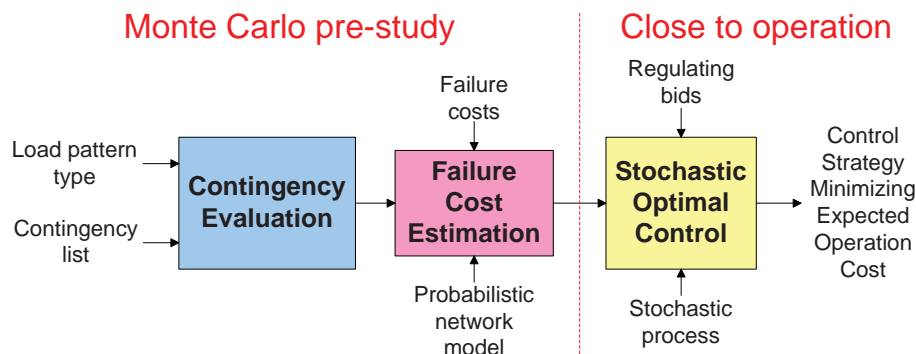 Monte Carlo pre-study
Close to operation
Load pattern
type
Contingency
list
Contingency
Evaluation
Failure
costs
Failure
Cost
Estimation
Probabilistic
network
model
Regulating
bids
Stochastic
Optimal
Control
Stochastic
process
Control
Strategy
Minimizing
Expected
Operation
Cost